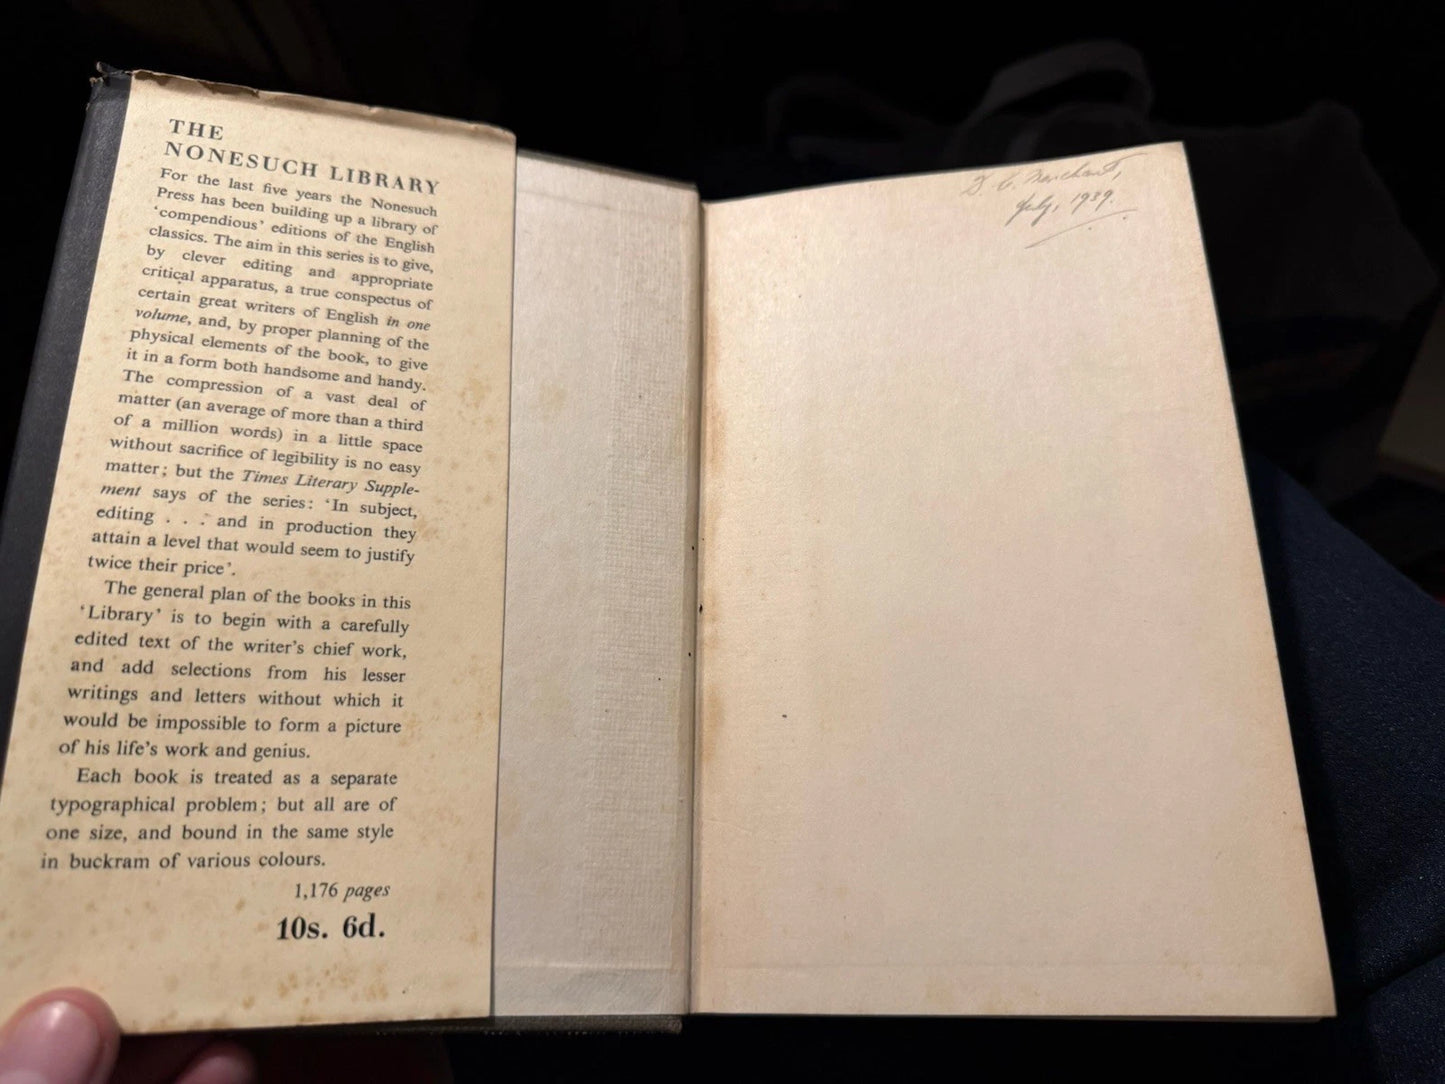 THE
NONESUCH LIBRARY
For the last five years the Nonesuch
Press has been building up a library of
‘compendious’ editions of the English
classics. The aim in this series is to give,
by clever editing and appropriate
critical apparatus, a true conspectus of
certain great writers of English in one
volume, and, by proper planning of the
physical elements of the book, to give
it in a form both handsome and handy.
The compression of a vast deal of
matter (an average of more than a third
of a million words) in a little space
without sacrifice of legibility is no easy
matter; but the Times Literary Supple-
ment says of the series: ‘In subject,
editing . . . and in production they
attain a level that would seem to justify
twice their price’.
The general plan of the books in this
‘Library’ is to begin with a carefully
edited text of the writer’s chief work,
and add selections from his lesser
writings and letters without which it
would be impossible to form a picture
of his life’s work and genius.
Each book is treated as a separate
typographical problem; but all are of
one size, and bound in the same style
in buckram of various colours.
1,176 pages
10s. 6d.
Marchant,
July, 1939.